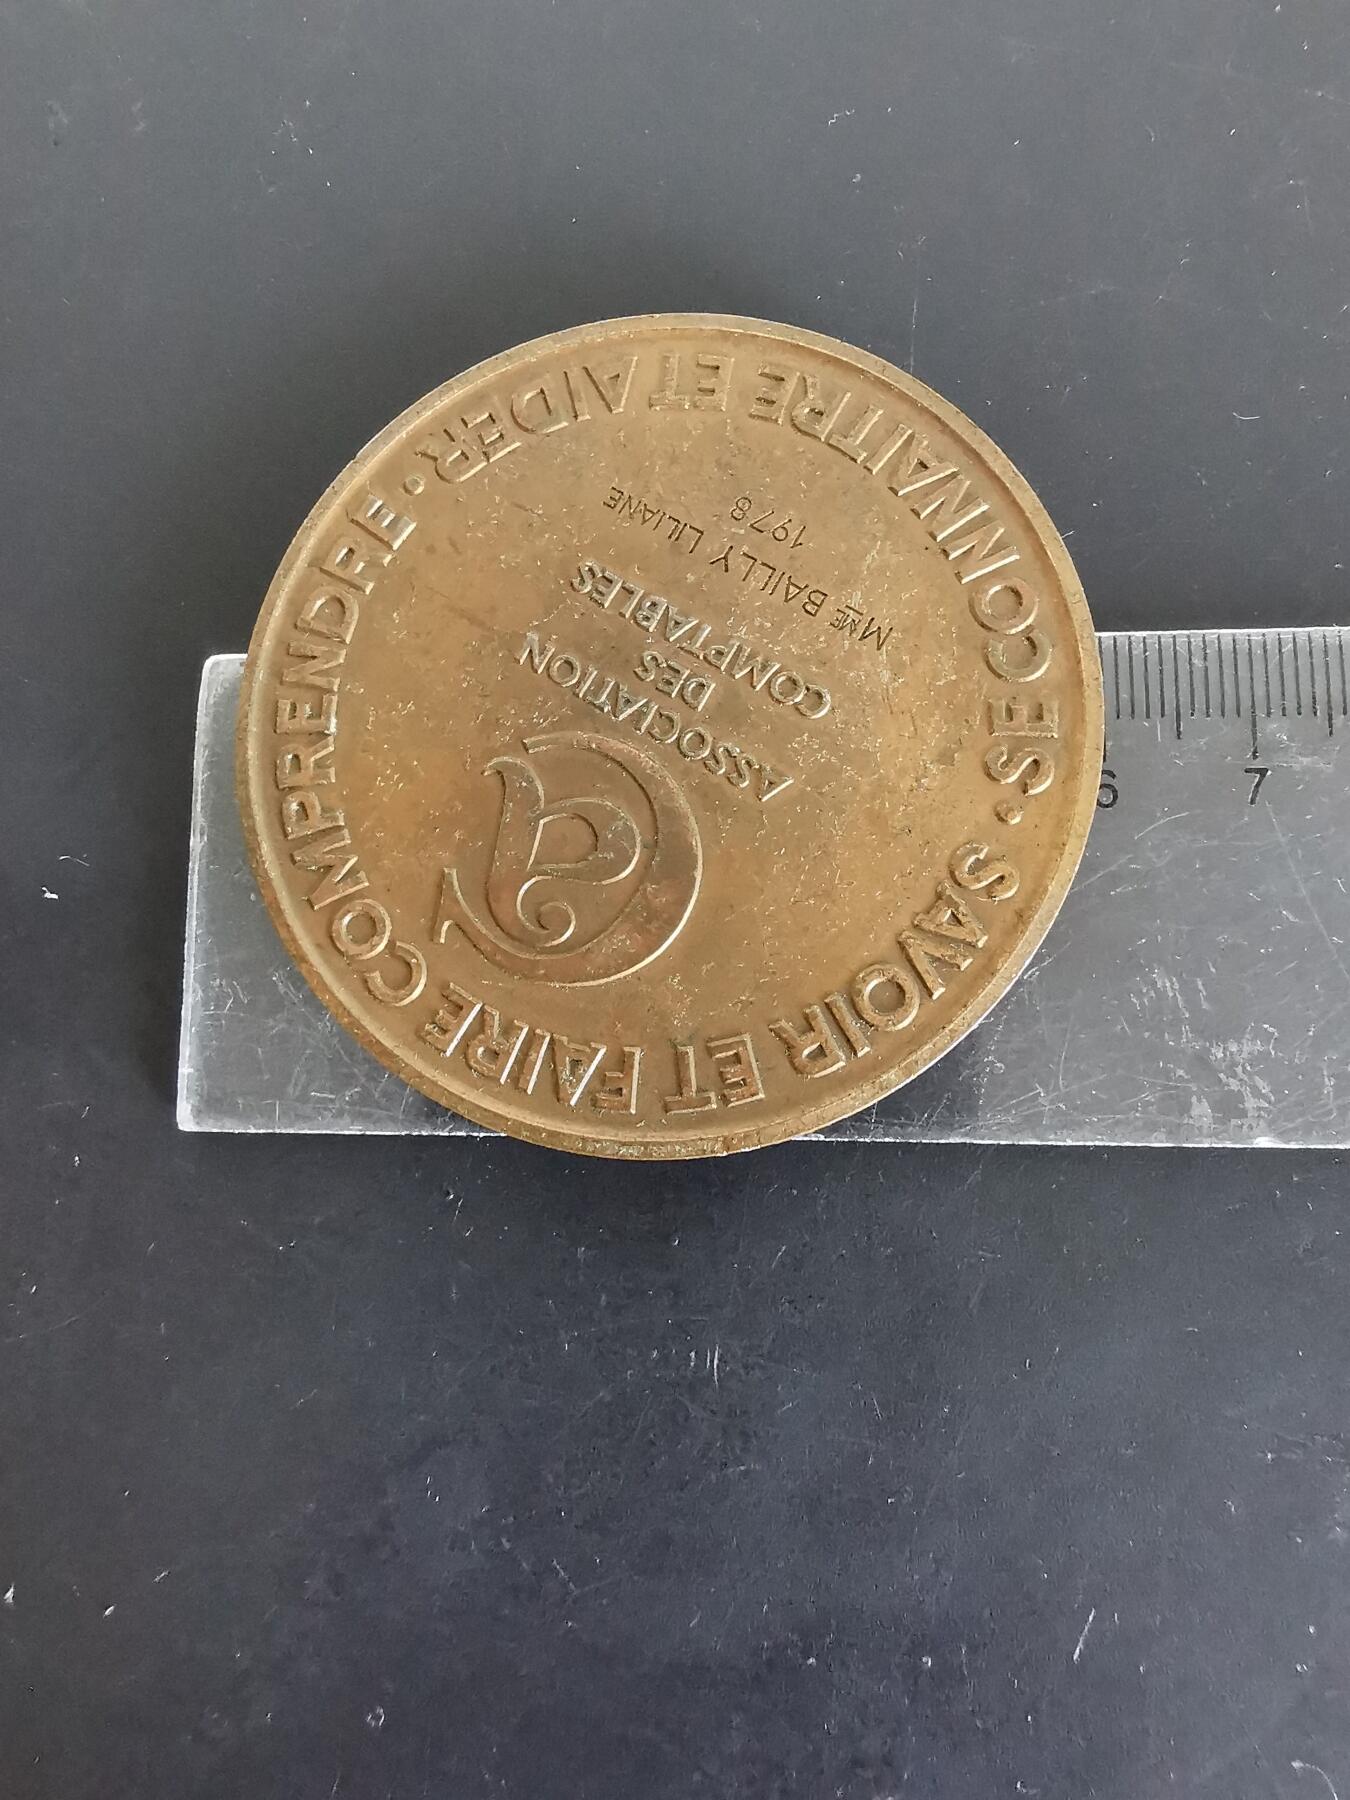 SAVOIR ET FAIRE COMPRENDRE •
SE CONNAITRE ET AIDER •
ASSOCIATION
DES
COMPTABLES
MME BAILLY LILIANE
1978
6 7